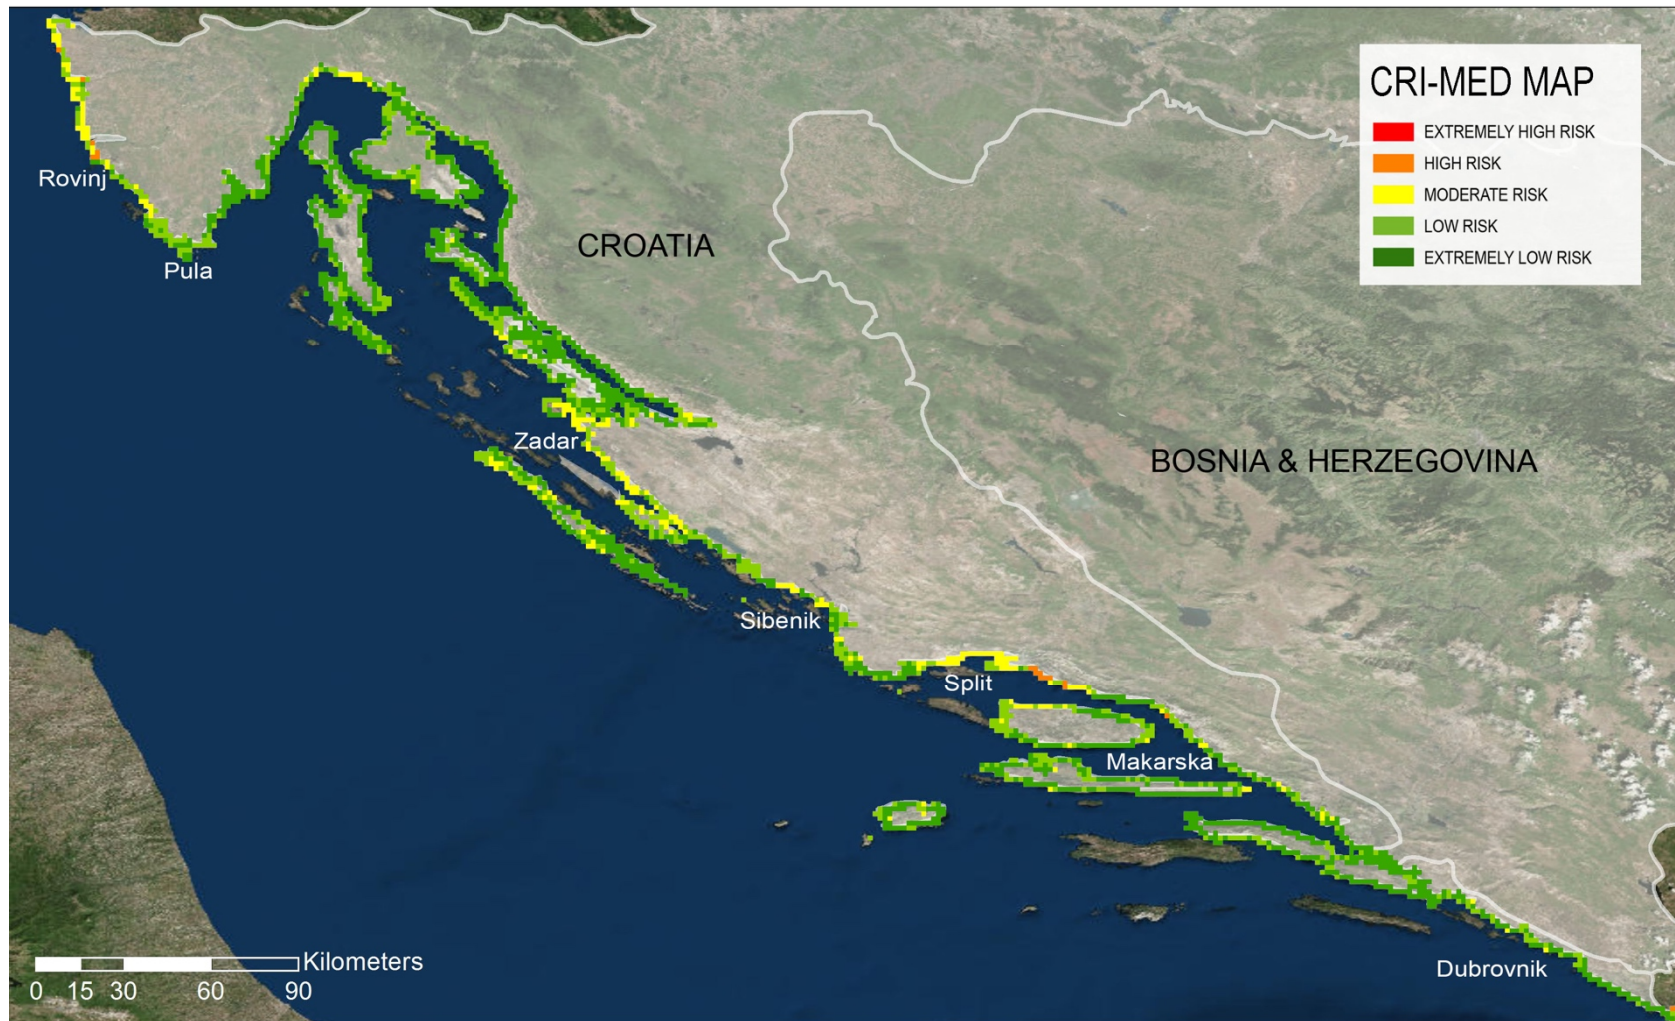 CRI-MED MAP
EXTREMELY HIGH RISK
HIGH RISK
MODERATE RISK
LOW RISK
EXTREMELY LOW RISK
Rovinj
CROATIA
Pula
Zadar
BOSNIA & HERZEGOVINA
Sibenik
Split
Makarska
Dubrovnik
Kilometers
0 15 30 60 90